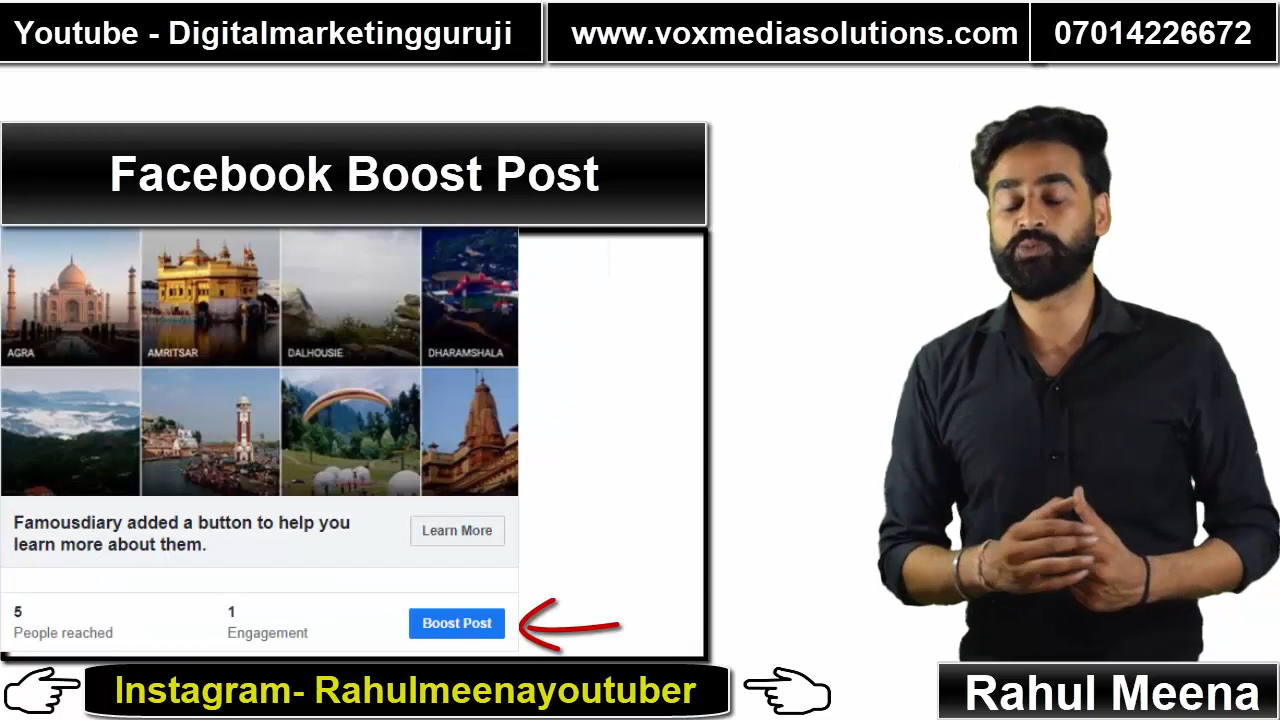 Youtube - Digitalmarketingguruji
www.voxmediasolutions.com
07014226672
Facebook Boost Post
AGRA
AMRITSAR
DALHOUSIE
DHARAMSHALA
Famousdiary added a button to help you
learn more about them.
Learn More
5
People reached
1
Engagement
Boost Post
Instagram- Rahulmeenayoutuber
Rahul Meena